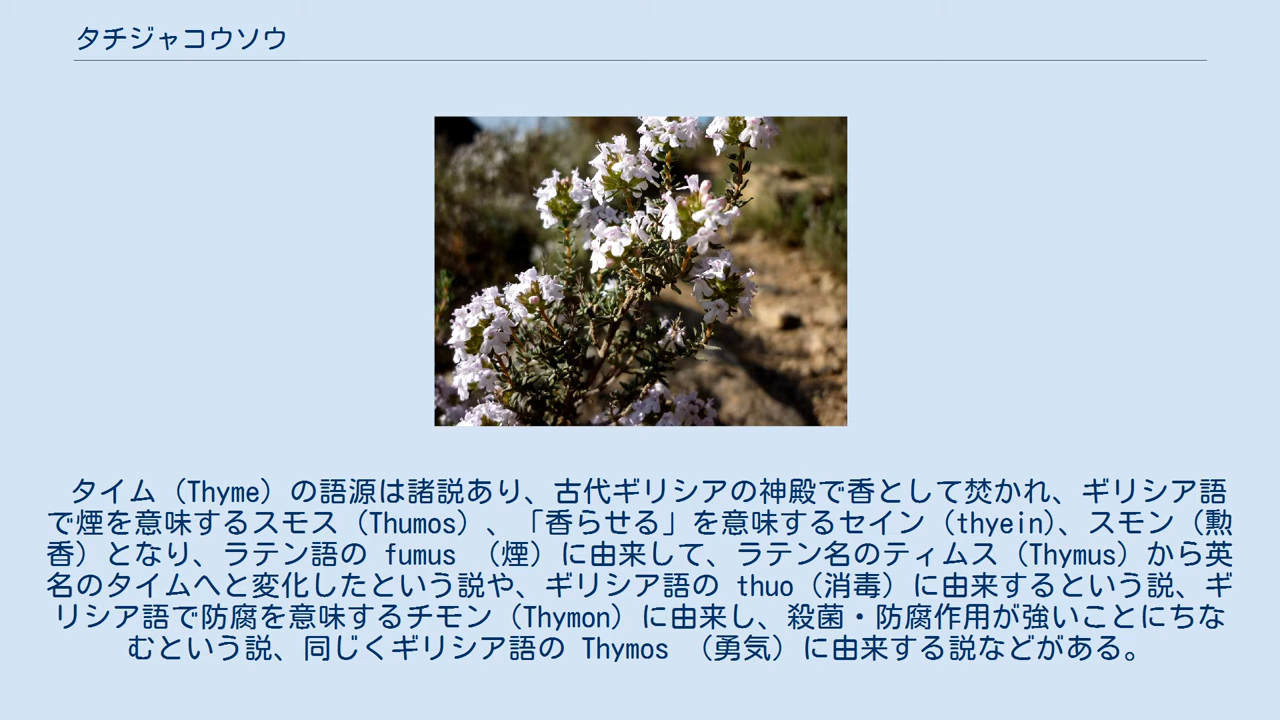 タチジャコウソウ
タイム（Thyme）の語源は諸説あり、古代ギリシアの神殿で香として焚かれ、ギリシア語
で煙を意味するスモス（Thumos）、「香らせる」を意味するセイン（thyein)、スモン（勲
香）となり、ラテン語の fumus （煙）に由来して、ラテン名のティムス（Thymus）から英
名のタイムへと変化したという説や、ギリシア語の thuo（消毒）に由来するという説、ギ
リシア語で防腐を意味するチモン（Thymon）に由来し、殺菌・防腐作用が強いことにちな
むという説、同じくギリシア語の Thymos （勇気）に由来する説などがある。